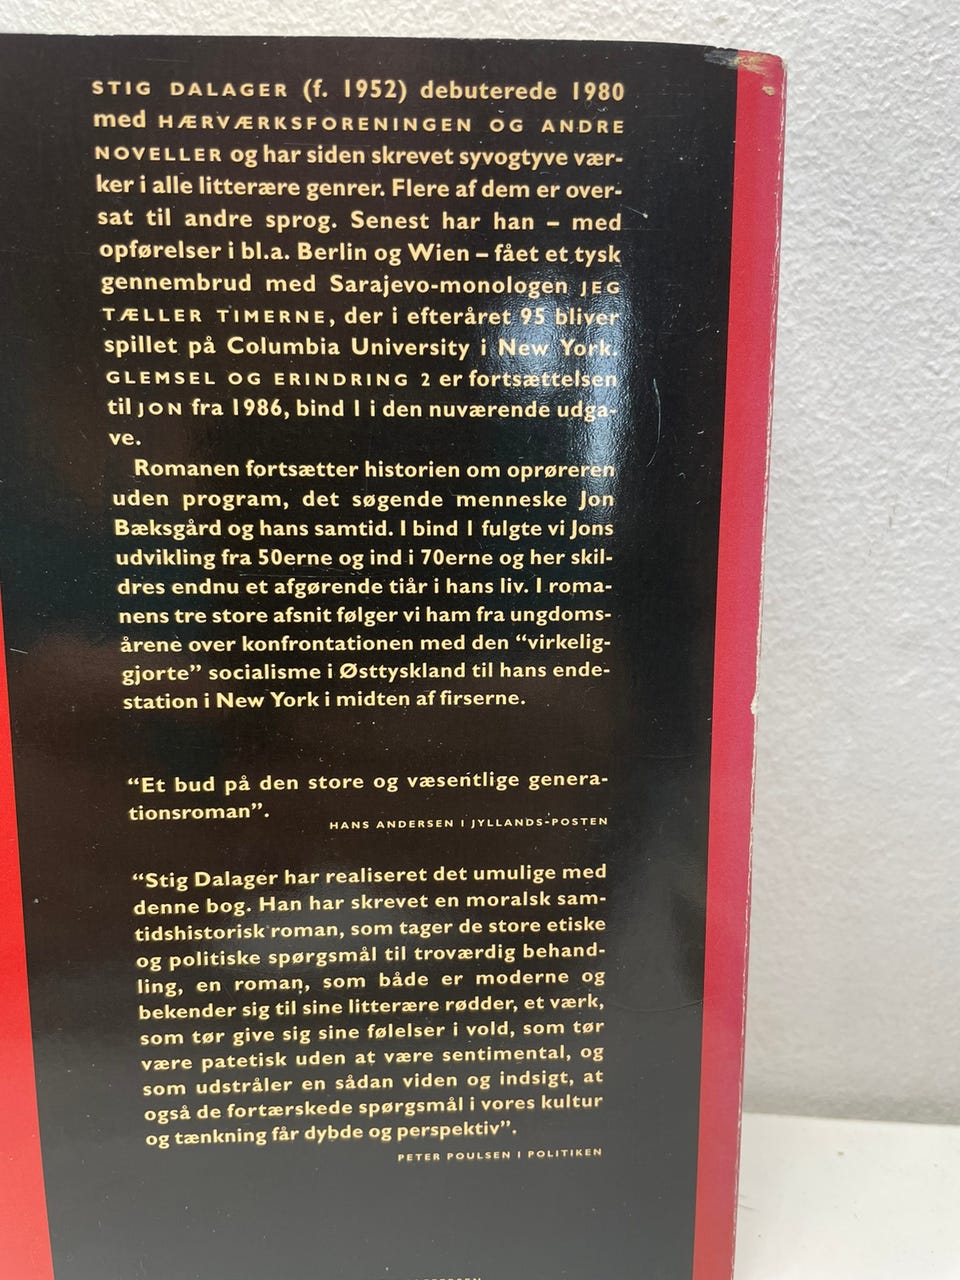 STIG DALAGER (f. 1952) debuterede 1980
med HÆRVÆRKSFORENINGEN OG ANDRE
NOVELLER og har siden skrevet syvogtyve vær-
ker i alle litterære genrer. Flere af dem er over-
sat til andre sprog. Senest har han – med
opførelser i bl.a. Berlin og Wien – fået et tysk
gennembrud med Sarajevo-monologen JEG
TÆLLER TIMERNE, der i efteråret 95 bliver
spillet på Columbia University i New York.
GLEMSEL OG ERINDRING 2 er fortsættelsen
til JON fra 1986, bind 1 i den nuværende udga-
ve.
Romanen fortsætter historien om oprøreren
uden program, det søgende menneske Jon
Bæksgård og hans samtid. I bind 1 fulgte vi Jons
udvikling fra 50erne og ind i 70erne og her skil-
dres endnu et afgørende tiår i hans liv. I roma-
nens tre store afsnit følger vi ham fra ungdoms-
årene over konfrontationen med den “virkelig-
gjorte” socialisme i Østtyskland til hans ende-
station i New York i midten af firserne.
“Et bud på den store og væsentlige genera-
tionsroman”.
HANS ANDERSEN I JYLLANDS-POSTEN
“Stig Dalager har realiseret det umulige med
denne bog. Han har skrevet en moralsk sam-
tidshistorisk roman, som tager de store etiske
og politiske spørgsmål til troværdig behand-
ling, en roman, som både er moderne og
bekender sig til sine litterære rødder, et værk,
som tør give sig sine følelser i vold, som tør
være patetisk uden at være sentimental, og
som udstråler en sådan viden og indsigt, at
også de fortærskede spørgsmål i vores kultur
og tænkning får dybde og perspektiv”.
PETER POULSEN I POLITIKEN